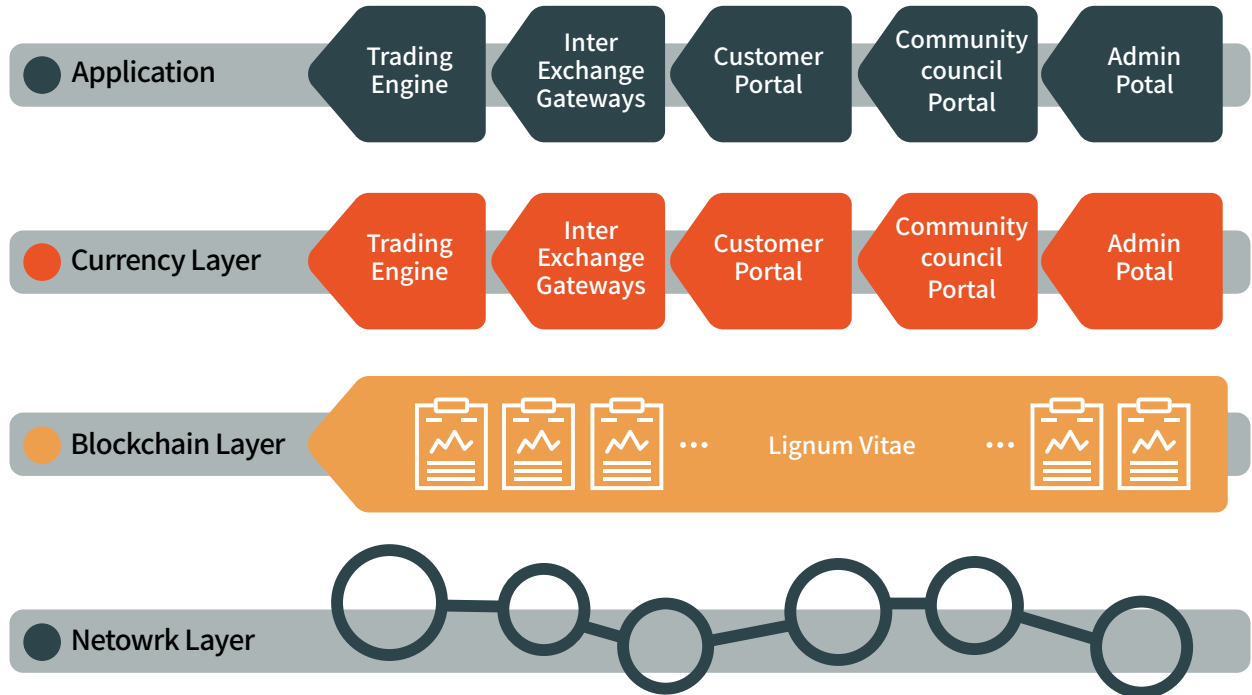 Application
Trading
Engine
Inter
Exchange
Gateways
Customer
Portal
Community
council
Portal
Admin
Potal
Currency Layer
Trading
Engine
Inter
Exchange
Gateways
Customer
Portal
Community
council
Portal
Admin
Potal
Blockchain Layer
... Lignum Vitae ...
Netowrk Layer